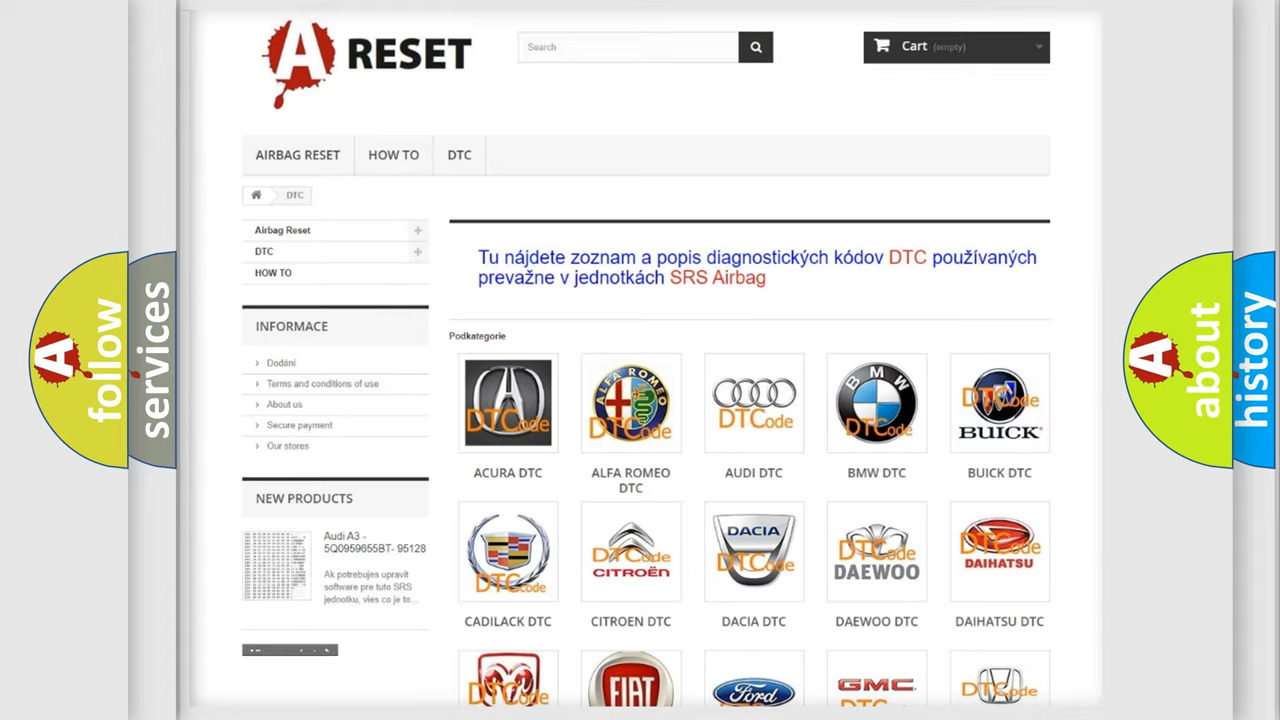 A RESET
Search
Cart (empty)
AIRBAG RESET HOW TO DTC
DTC
Airbag Reset
DTC
HOW TO
INFORMACE
Dodání
Terms and conditions of use
About us
Secure payment
Our stores
NEW PRODUCTS
Audi A3 -
5Q0959655BT- 95128
Ak potrebujes upravit
software pre tuto SRS
jednotku, vies co je to...
Tu nájdete zoznam a popis diagnostických kódov DTC používaných
prevažne v jednotkách SRS Airbag
Podkategorie
DTCode
ALFA ROMEO
DTCode
DTCode
BMW
DTCode
DTCode
BUICK
ACURA DTC
ALFA ROMEO
DTC
AUDI DTC
BMW DTC
BUICK DTC
DTCode
DTCode
CITROËN
DACIA
DTCode
DTCode
DAEWOO
DTCode
DAIHATSU
CADILACK DTC
CITROEN DTC
DACIA DTC
DAEWOO DTC
DAIHATSU DTC
DTCode
FIAT
Ford
GMC
DTCode
A follow
services
A about
history